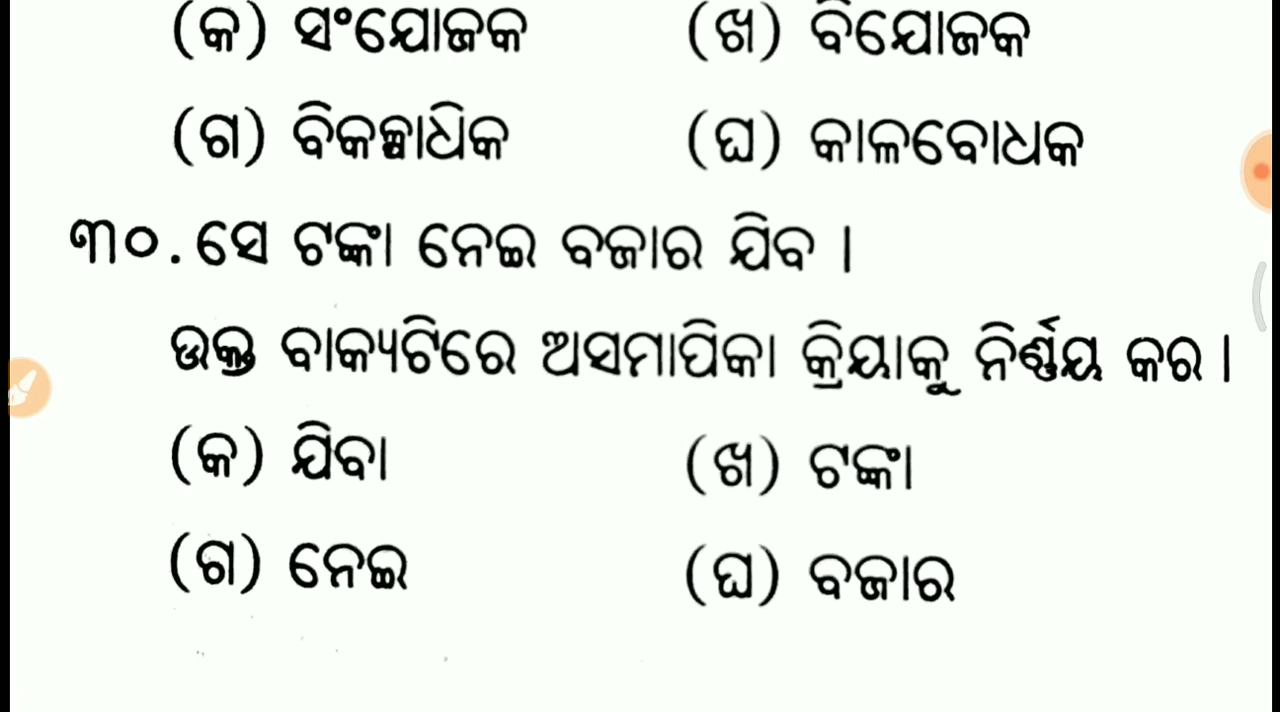 (କ) ସଂଯୋଜକ (ଖ) ବିଯୋଜକ
(ଗ) ବିକଳ୍ପାଧିକ (ଘ) କାଳବୋଧକ
୩୦. ସେ ଟଙ୍କା ନେଇ ବଜାର ଯିବ ।
ଉକ୍ତ ବାକ୍ୟଟିରେ ଅସମାପିକା କ୍ରିୟାକୁ ନିର୍ଣ୍ଣୟ କର ।
(କ) ଯିବା (ଖ) ଟଙ୍କା
(ଗ) ନେଇ (ଘ) ବଜାର